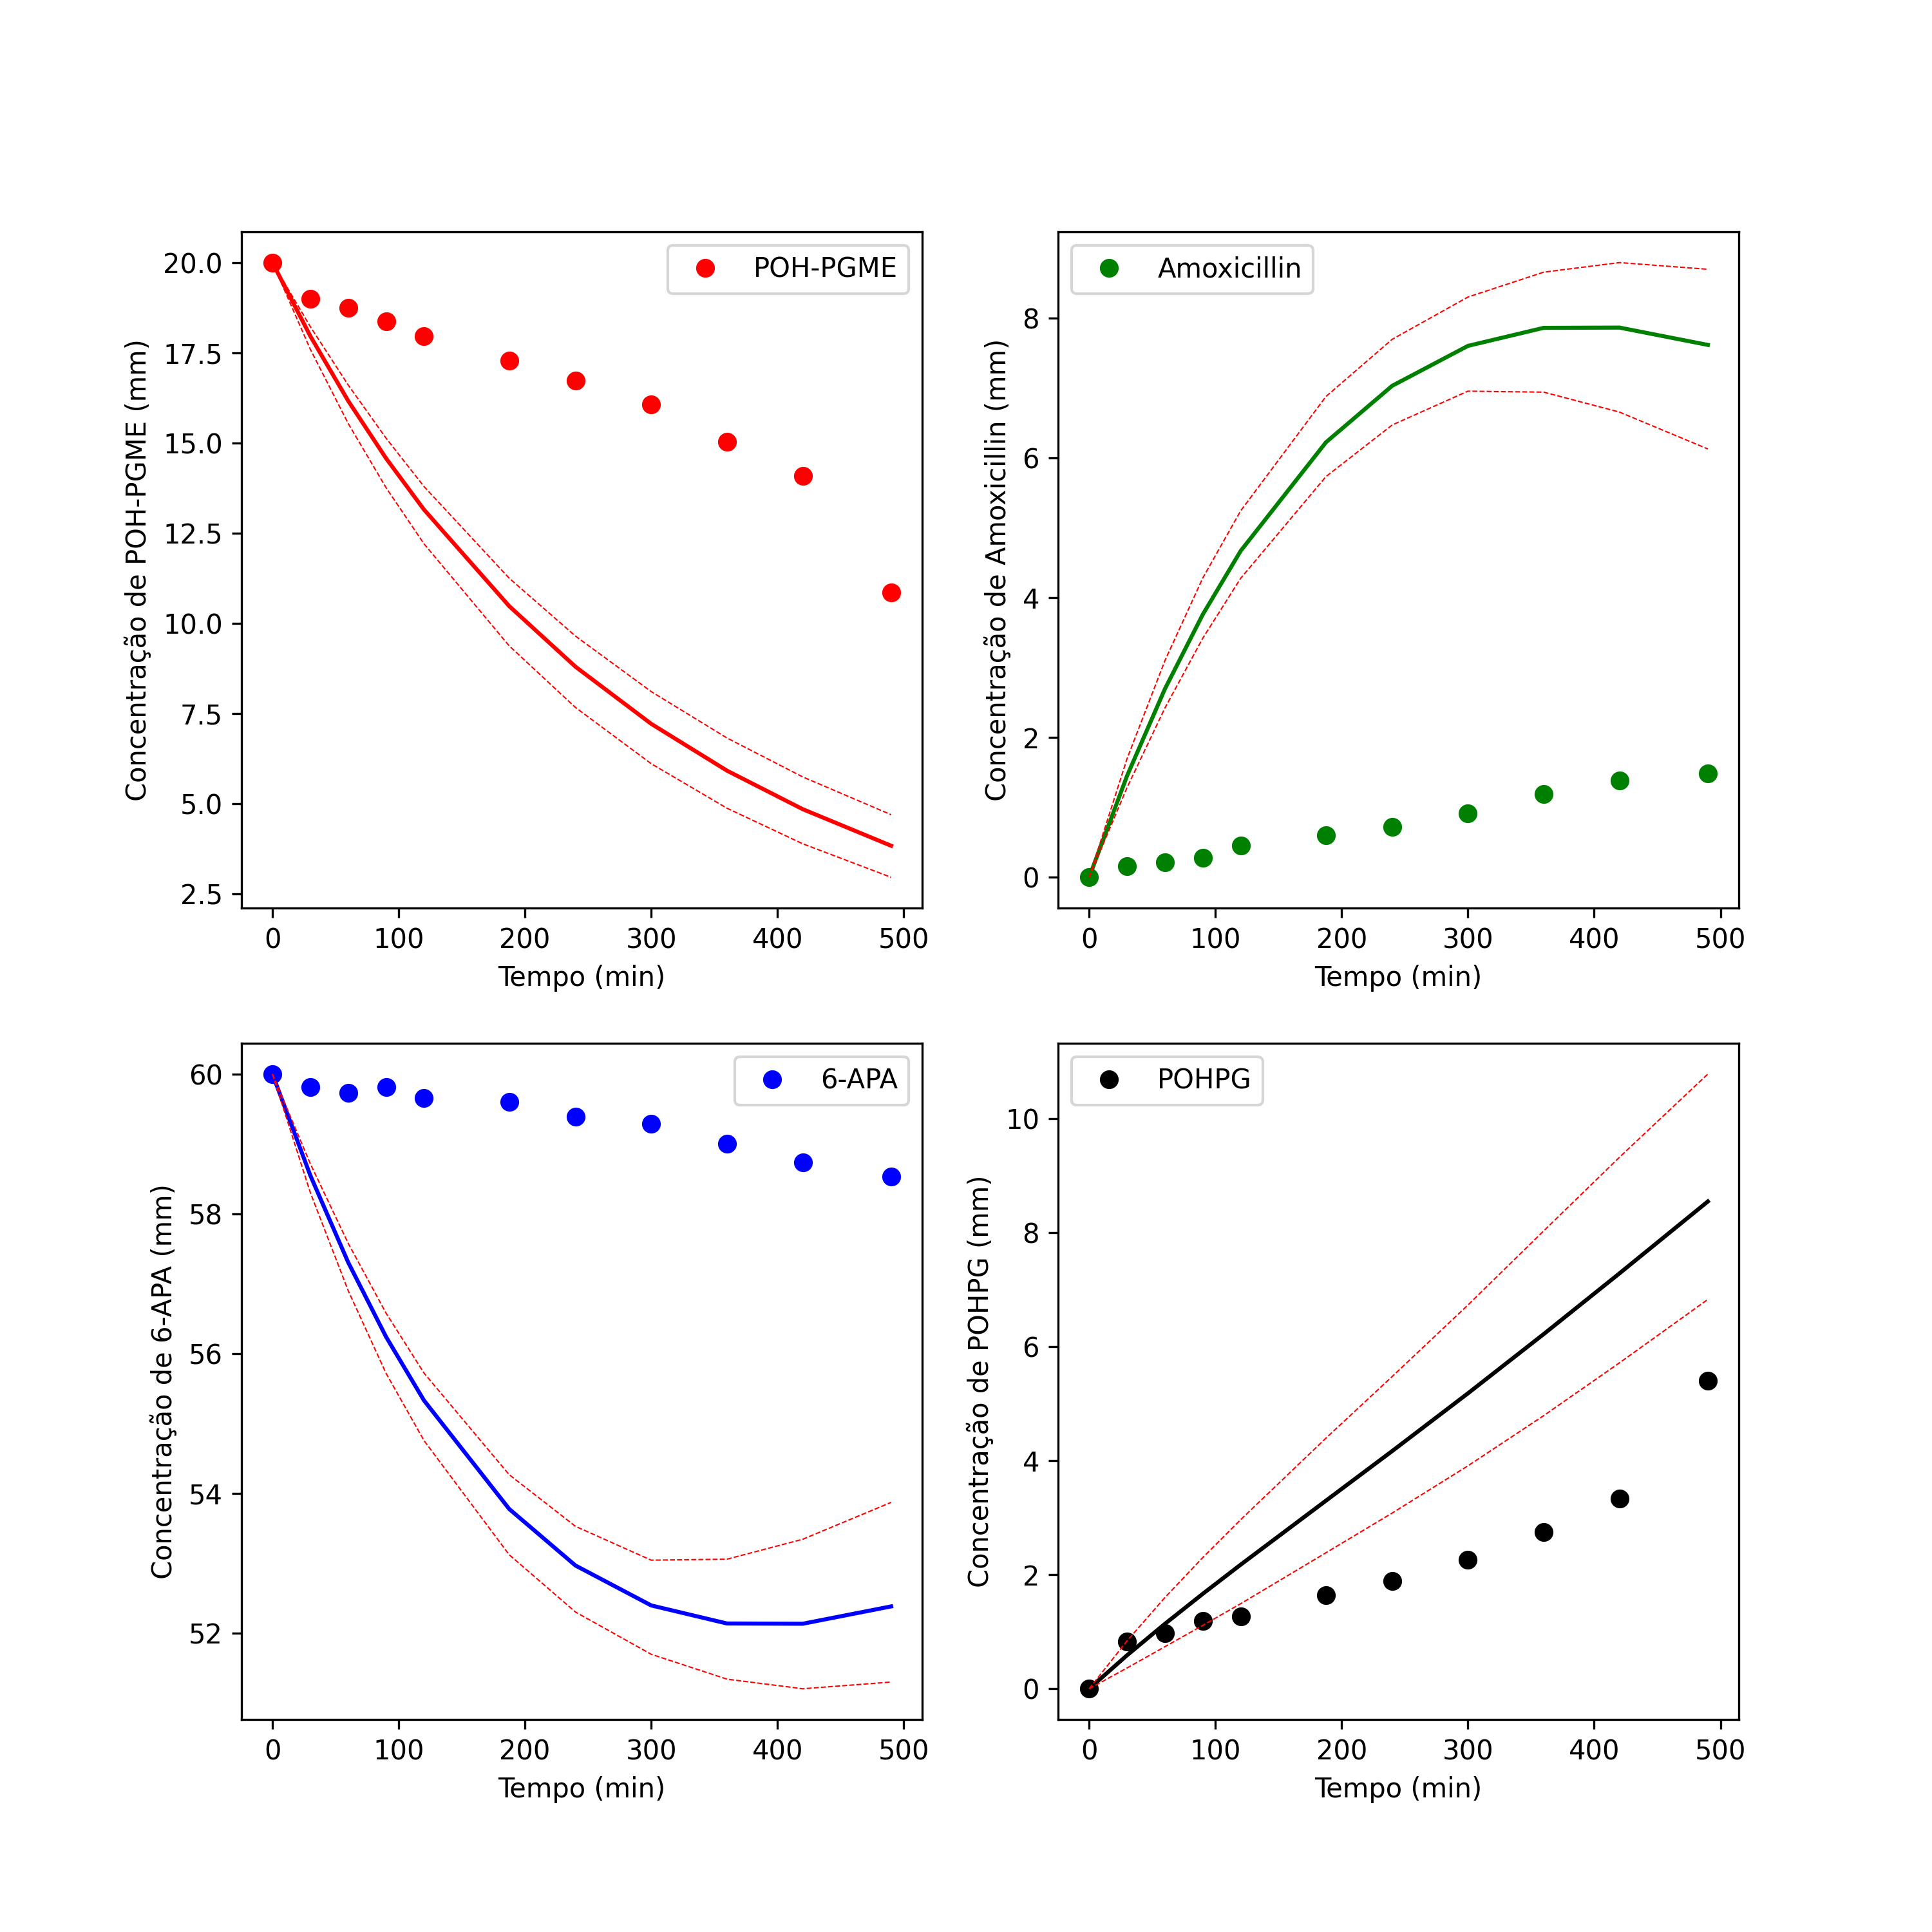 POH-PGME
Concentração de POH-PGME (mm)
20.0
17.5
15.0
12.5
10.0
7.5
5.0
2.5
0 100 200 300 400 500
Tempo (min)
Amoxicillin
Concentração de Amoxicillin (mm)
8
6
4
2
0
0 100 200 300 400 500
Tempo (min)
6-APA
Concentração de 6-APA (mm)
60
58
56
54
52
0 100 200 300 400 500
Tempo (min)
POHPG
Concentração de POHPG (mm)
10
8
6
4
2
0
0 100 200 300 400 500
Tempo (min)